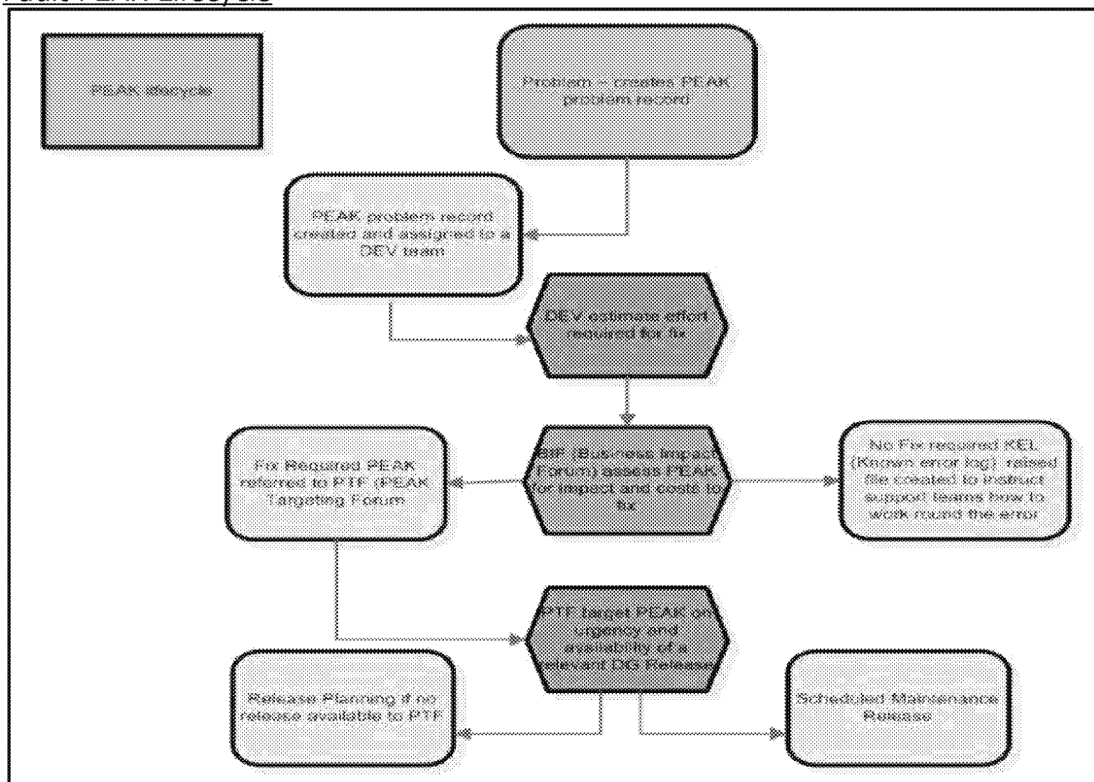 Fault PEAK Lifecycle
PEAK lifecycle
Problem – creates PEAK
problem record
PEAK problem record
created and assigned to a
DEV team
DEV estimate effort
required for fix
BIF (Business Impact
Forum) assess PEAK
for impact and costs to
fix
Fix Required PEAK
referred to PTF (PEAK
Targeting Forum
No Fix required KEL
(Known error log) raised
file created to instruct
support teams how to
work round the error
PTF target PEAK on
urgency and
availability of a
relevant DG Release
Release Planning if no
release available to PTF
Scheduled Maintenance
Release